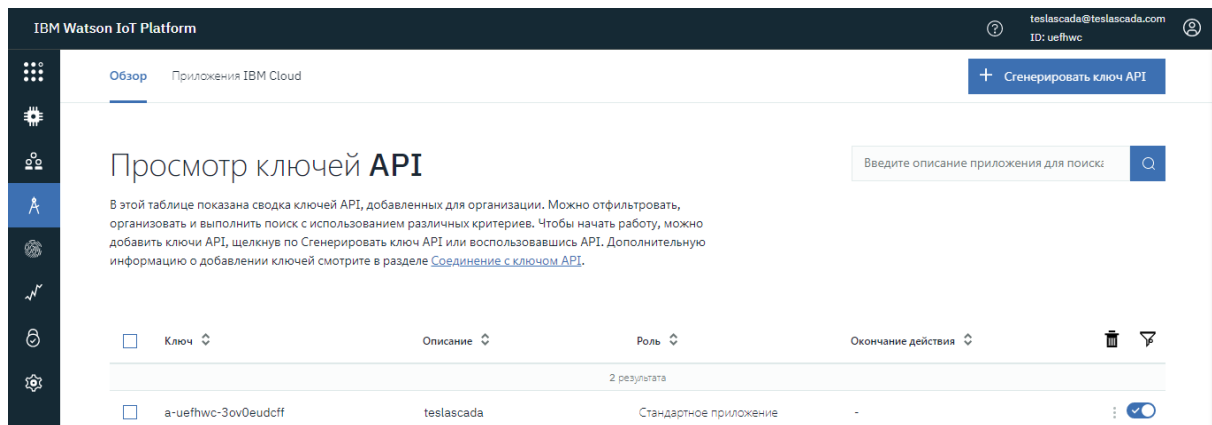 IBM Watson IoT Platform
teslascada@teslascada.com
ID: uefhwc
Обзор Приложения IBM Cloud
+ Сгенерировать ключ API
Просмотр ключей API
Введите описание приложения для поиска
В этой таблице показана сводка ключей API, добавленных для организации. Можно отфильтровать,
организовать и выполнить поиск с использованием различных критериев. Чтобы начать работу, можно
добавить ключи API, щелкнув по Сгенерировать ключ API или воспользовавшись API. Дополнительную
информацию о добавлении ключей смотрите в разделе Соединение с ключом API.
Ключ Описание Роль Окончание действия
2 результата
a-uefhwc-3ov0eudcff teslascada Стандартное приложение -